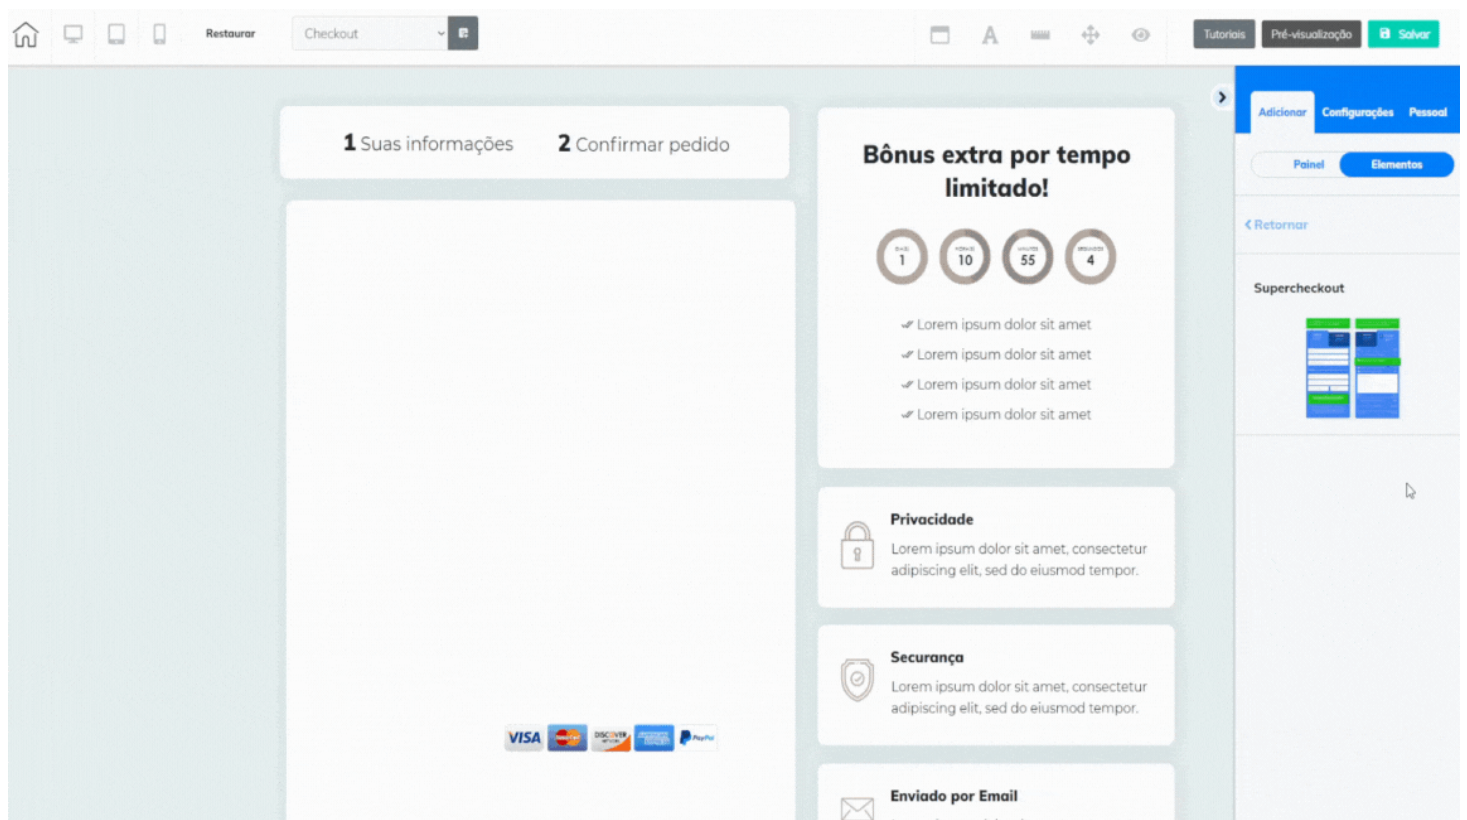 Restaurar
Checkout
Tutoriais
Pré-visualização
Salvar
1 Suas informações
2 Confirmar pedido
Bônus extra por tempo
limitado!
1
10
55
4
Lorem ipsum dolor sit amet
Lorem ipsum dolor sit amet
Lorem ipsum dolor sit amet
Lorem ipsum dolor sit amet
Privacidade
Lorem ipsum dolor sit amet, consectetur
adipiscing elit, sed do eiusmod tempor.
Securança
Lorem ipsum dolor sit amet, consectetur
adipiscing elit, sed do eiusmod tempor.
VISA
DISCOVER
PayPal
Enviado por Email
Adicionar
Configurações
Pessoal
Painel
Elementos
Retornar
Supercheckout